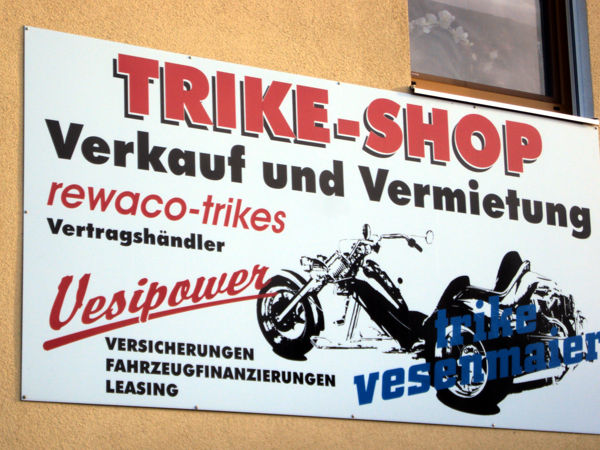 TRIKE-SHOP
Verkauf und Vermietung
rewaco-trikes
Vertragshändler
Vesipower
VERSICHERUNGEN
FAHRZEUGFINANZIERUNGEN
LEASING
trike
vesenmaier